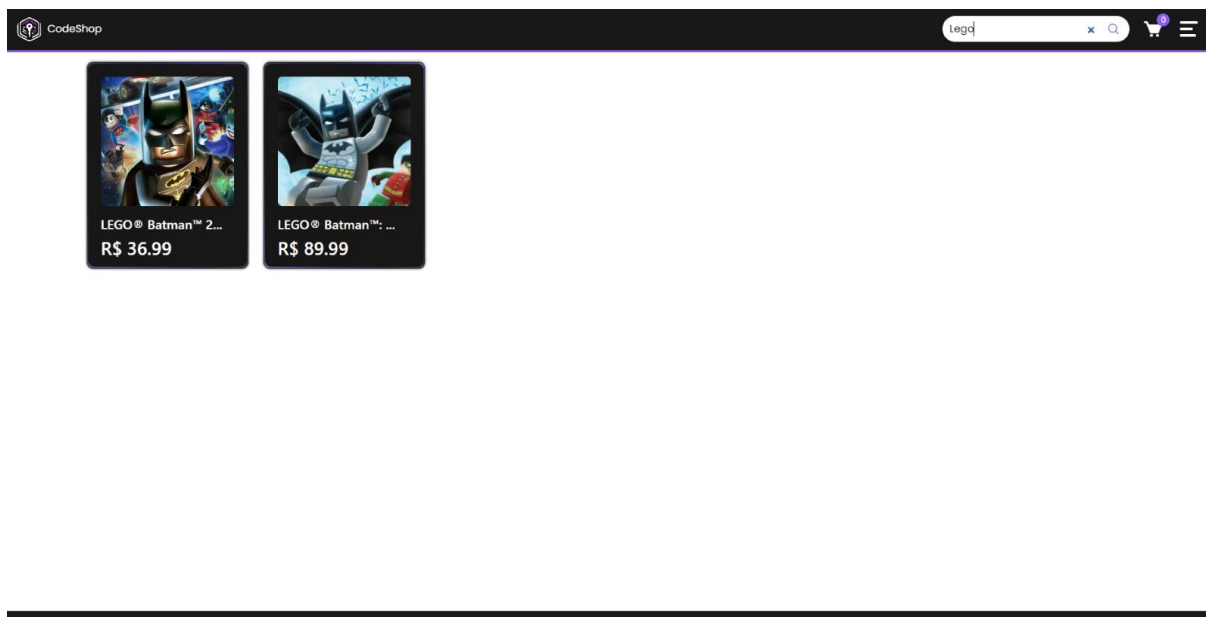 CodeShop
Lego
0
LEGO® Batman™ 2...
R$ 36.99
LEGO® Batman™: ...
R$ 89.99